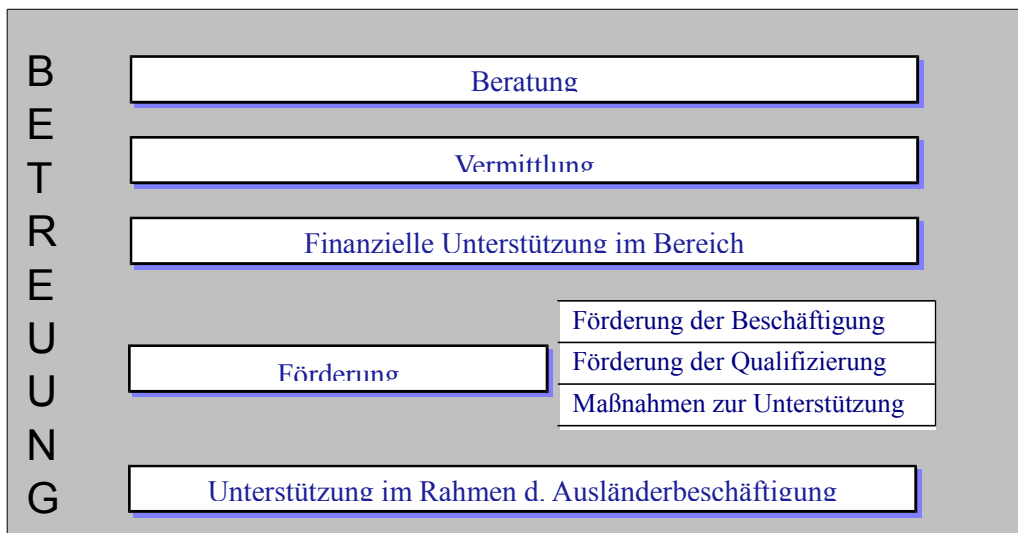 BETREUUNG
Beratung
Vermittlung
Finanzielle Unterstützung im Bereich
Förderung
Förderung der Beschäftigung
Förderung der Qualifizierung
Maßnahmen zur Unterstützung
Unterstützung im Rahmen d. Ausländerbeschäftigung